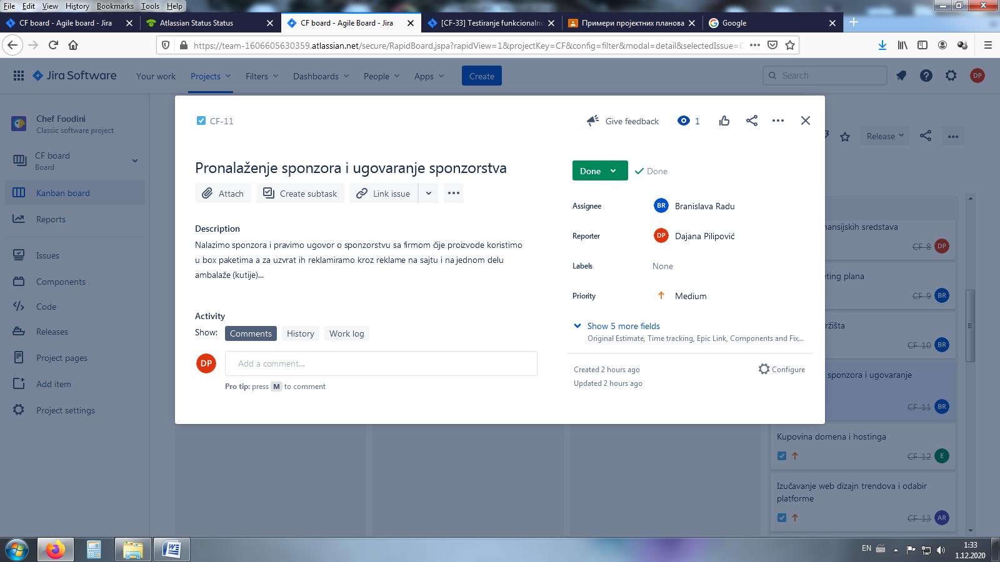 File Edit View History Bookmarks Tools Help
CF board - Agile board - Jira
Atlassian Status Status
CF board - Agile Board - Jira
[CF-33] Testiranje funkcionalno
Примери пројектних планова
Google
https://team-1606605630359.atlassian.net/secure/RapidBoard.jspa?rapidView=1&projectKey=CF&config=filter&modal=detail&selectedIssue=C
Jira Software
Your work
Projects
Filters
Dashboards
People
Apps
Create
Search
DP
Chef Foodini
Classic software project
CF board
Board
Kanban board
Reports
Issues
Components
Code
Releases
Project pages
Add item
Project settings
CF-11
Give feedback
1
Release
Pronalaženje sponzora i ugovaranje sponzorstva
Attach
Create subtask
Link issue
Description
Nalazimo sponzora i pravimo ugovor o sponzorstvu sa firmom čije proizvode koristimo
u box paketima a za uzvrat ih reklamiramo kroz reklame na sajtu i na jednom delu
ambalaže (kutije)...
Activity
Show:
Comments
History
Work log
DP
Add a comment...
Pro tip: press M to comment
Done
Done
Assignee
BR Branislava Radu
Reporter
DP Dajana Pilipović
Labels
None
Priority
Medium
Show 5 more fields
Original Estimate, Time tracking, Epic Link, Components and Fix...
Created 2 hours ago
Configure
Updated 2 hours ago
nansijskih sredstava
CF-8 DP
eting plana
CF-9 BR
ržišta
CF-10 BR
sponzora i ugovaranje
CF-11 BR
Kupovina domena i hostinga
CF-12 E
Izučavanje web dizajn trendova i odabir
platforme
CF-13 AR
EN
1:33
1.12.2020